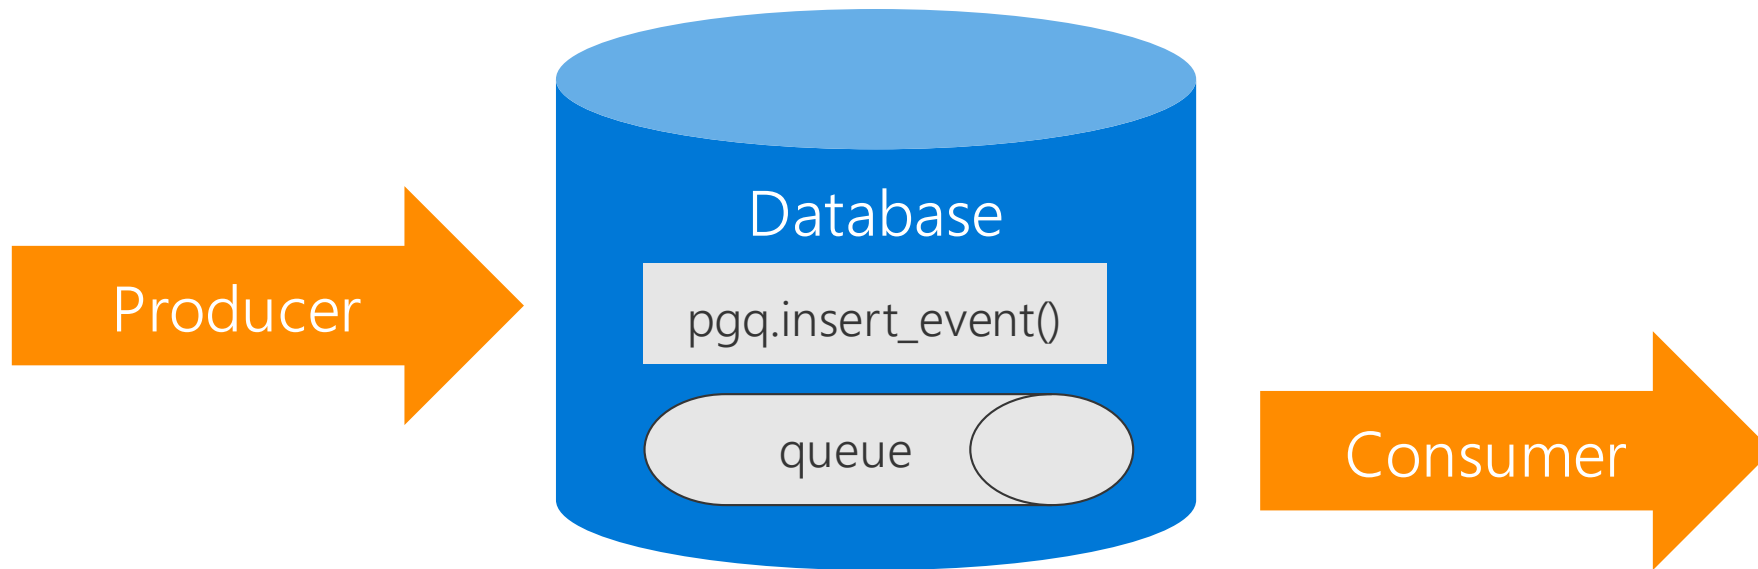 Database
Producer
pgq.insert_event()
queue
Consumer